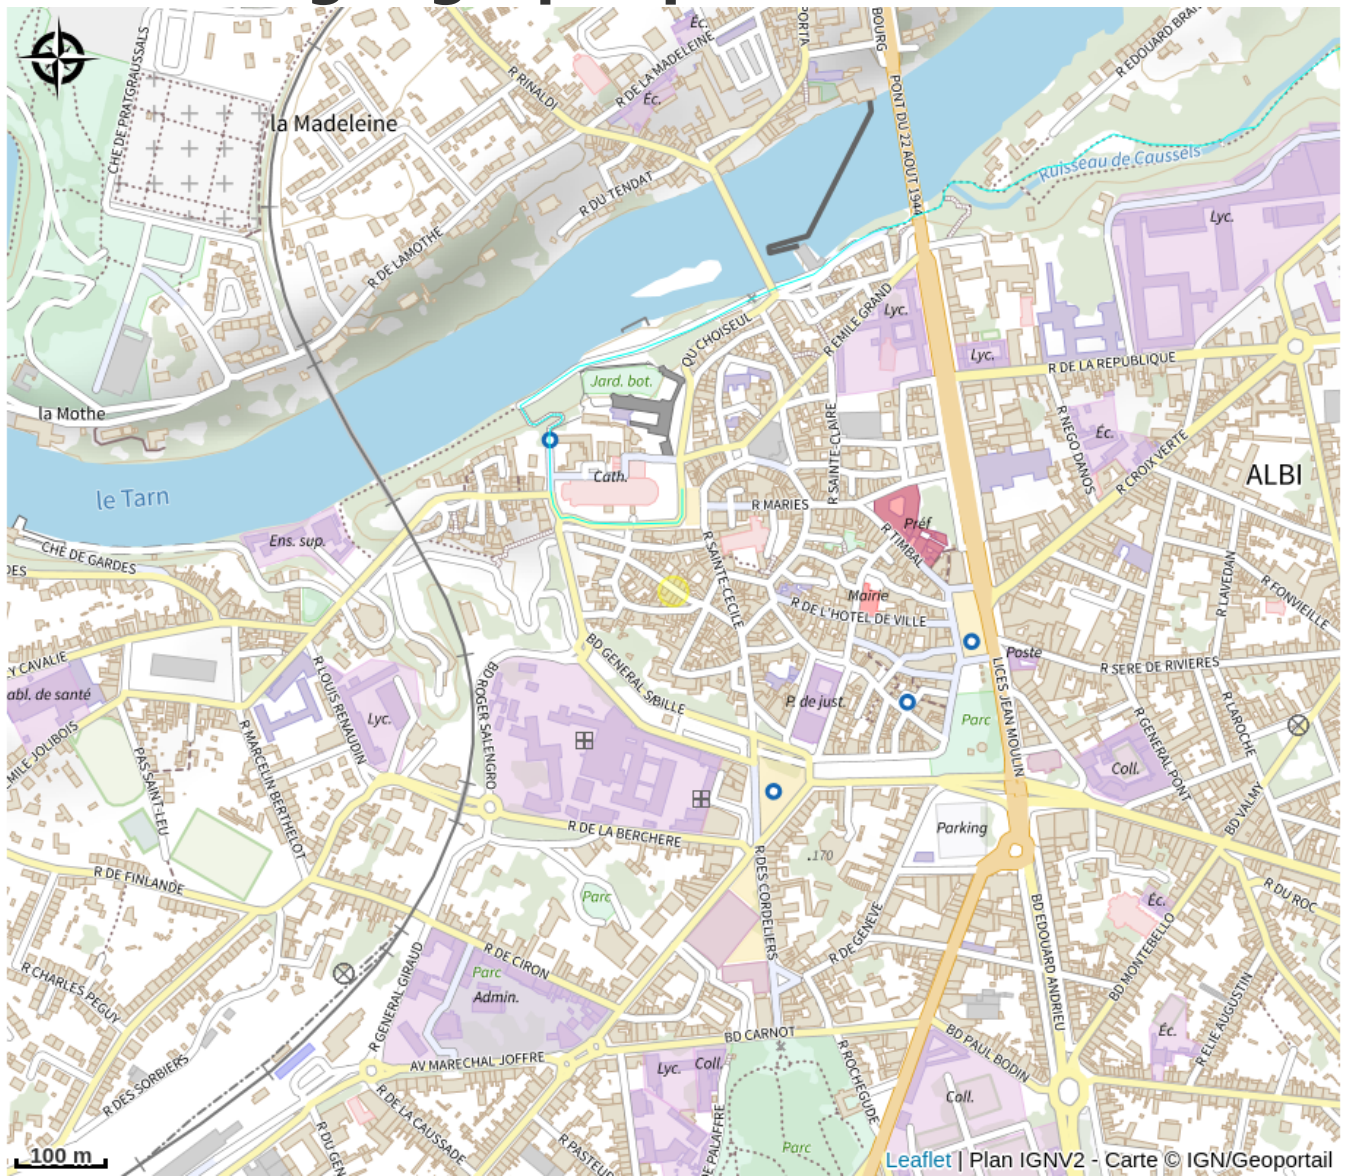 Éc.
PORTA
BOURG
R EDOUARD BRAN
R RINALDI
R DE LA MADELEINE
CHE DE PRATGRAUSSALS
Éc.
PONT DU 22 AOUT 1944
la Madeleine
Ruisseau de Caussels
R DU TENDAT
Lyc.
R DE LAMOTHE
Lyc.
R EMILE GRAND
QU CHOISEUL
Lyc.
R DE LA REPUBLIQUE
Jard. bot.
la Mothe
R SAINTE-CLAIRE
R NEGO DANOS
Éc.
R CROIX VERTE
ALBI
Cath.
le Tarn
R MARIES
Préf
R TIMBAL
Ens. sup.
CHE DE GARDES
DES
R SAINTE-CECILE
R LAVEDAN
R FONVIEILLE
Mairie
R DE L'HOTEL DE VILLE
Y CAVALIE
BD GENERAL SIBILLE
Poste
R SERE DE RIVIERES
abl. de santé
R LOUIS RENAUDIN
BD ROGER SALENGRO
P. de just.
LICES JEAN MOULIN
Lyc.
Parc
R GENERAL PONT
R LAROCHE
EMILE JOLIBOIS
R MARCELIN BERTHELOT
PAS SAINT-LEU
Coll.
BD VALMY
R DE LA BERCHERE
Parking
.170
R DE FINLANDE
R DES CORDELIERS
Parc
Éc.
R DU ROC
R DE GENEVE
BD EDOUARD ANDRIEU
BD MONTEBELLO
R DE CIRON
Parc
Admin.
R CHARLES PEGUY
R GENERAL GIRAUD
R ELIE AUGUSTIN
BD CARNOT
Éc.
BD PAUL BODIN
AV MARECHAL JOFFRE
Lyc.
Coll.
R ROCHEGUDE
R DES SORBIERS
R DE LA CAUSSADE
Coll.
R DU GEN
R PASTEUR
E PALAFFRE
Parc
100 m
Leaflet | Plan IGNV2 - Carte © IGN/Geoportail